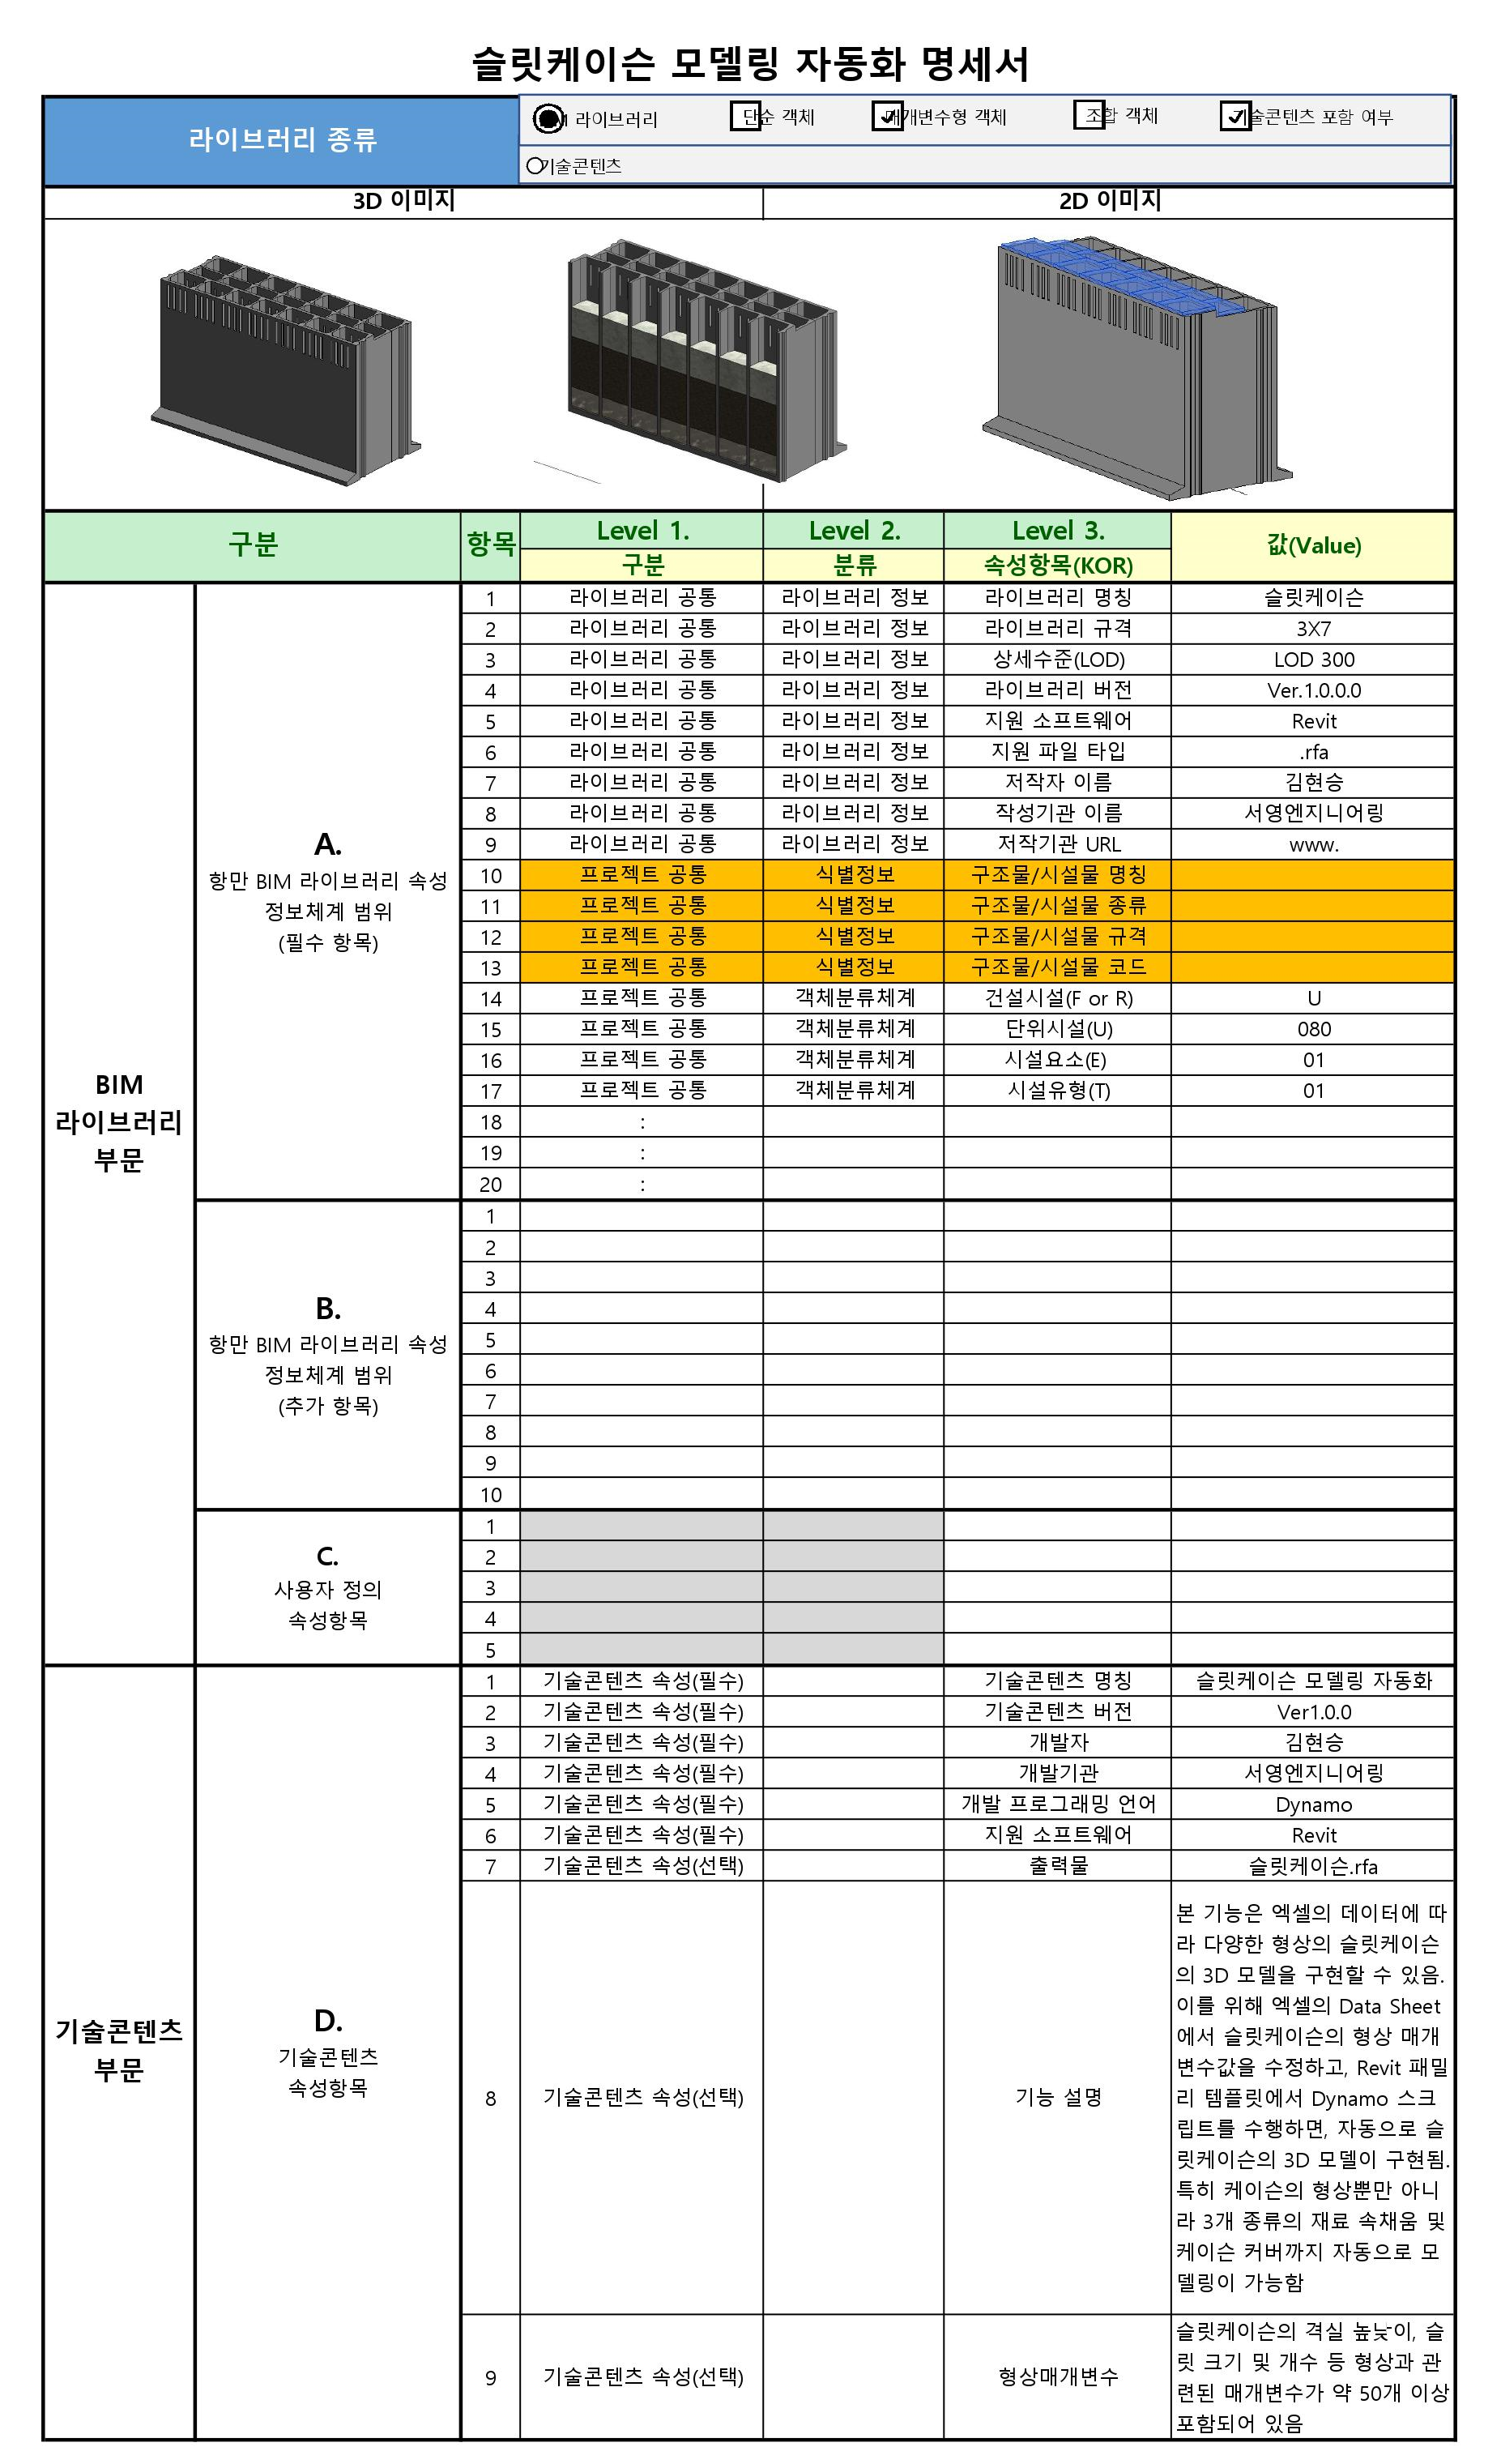 슬릿케이슨 모델링 자동화 명세서
라이브러리 종류
라이브러리 단순 객체 매개변수형 객체 조합 객체 기술콘텐츠 포함 여부
기술콘텐츠
3D 이미지 2D 이미지
구분 항목 Level 1. Level 2. Level 3. 값(Value)
구분 분류 속성항목(KOR)
BIM
라이브러리
부문
A.
항만 BIM 라이브러리 속성
정보체계 범위
(필수 항목)
1 라이브러리 공통 라이브러리 정보 라이브러리 명칭 슬릿케이슨
2 라이브러리 공통 라이브러리 정보 라이브러리 규격 3X7
3 라이브러리 공통 라이브러리 정보 상세수준(LOD) LOD 300
4 라이브러리 공통 라이브러리 정보 라이브러리 버전 Ver.1.0.0.0
5 라이브러리 공통 라이브러리 정보 지원 소프트웨어 Revit
6 라이브러리 공통 라이브러리 정보 지원 파일 타입 .rfa
7 라이브러리 공통 라이브러리 정보 저작자 이름 김현승
8 라이브러리 공통 라이브러리 정보 작성기관 이름 서영엔지니어링
9 라이브러리 공통 라이브러리 정보 저작기관 URL www.
10 프로젝트 공통 식별정보 구조물/시설물 명칭
11 프로젝트 공통 식별정보 구조물/시설물 종류
12 프로젝트 공통 식별정보 구조물/시설물 규격
13 프로젝트 공통 식별정보 구조물/시설물 코드
14 프로젝트 공통 객체분류체계 건설시설(F or R) U
15 프로젝트 공통 객체분류체계 단위시설(U) 080
16 프로젝트 공통 객체분류체계 시설요소(E) 01
17 프로젝트 공통 객체분류체계 시설유형(T) 01
18 :
19 :
20 :
B.
항만 BIM 라이브러리 속성
정보체계 범위
(추가 항목)
1
2
3
4
5
6
7
8
9
10
C.
사용자 정의
속성항목
1
2
3
4
5
기술콘텐츠
부문
D.
기술콘텐츠
속성항목
1 기술콘텐츠 속성(필수) 기술콘텐츠 명칭 슬릿케이슨 모델링 자동화
2 기술콘텐츠 속성(필수) 기술콘텐츠 버전 Ver1.0.0
3 기술콘텐츠 속성(필수) 개발자 김현승
4 기술콘텐츠 속성(필수) 개발기관 서영엔지니어링
5 기술콘텐츠 속성(필수) 개발 프로그래밍 언어 Dynamo
6 기술콘텐츠 속성(필수) 지원 소프트웨어 Revit
7 기술콘텐츠 속성(선택) 출력물 슬릿케이슨.rfa
8 기술콘텐츠 속성(선택) 기능 설명
본 기능은 엑셀의 데이터에 따
라 다양한 형상의 슬릿케이슨
의 3D 모델을 구현할 수 있음.
이를 위해 엑셀의 Data Sheet
에서 슬릿케이슨의 형상 매개
변수값을 수정하고, Revit 패밀
리 템플릿에서 Dynamo 스크
립트를 수행하면, 자동으로 슬
릿케이슨의 3D 모델이 구현됨.
특히 케이슨의 형상뿐만 아니
라 3개 종류의 재료 속채움 및
케이슨 커버까지 자동으로 모
델링이 가능함
9 기술콘텐츠 속성(선택) 형상매개변수
슬릿케이슨의 격실 높낮이, 슬
릿 크기 및 개수 등 형상과 관
련된 매개변수가 약 50개 이상
포함되어 있음